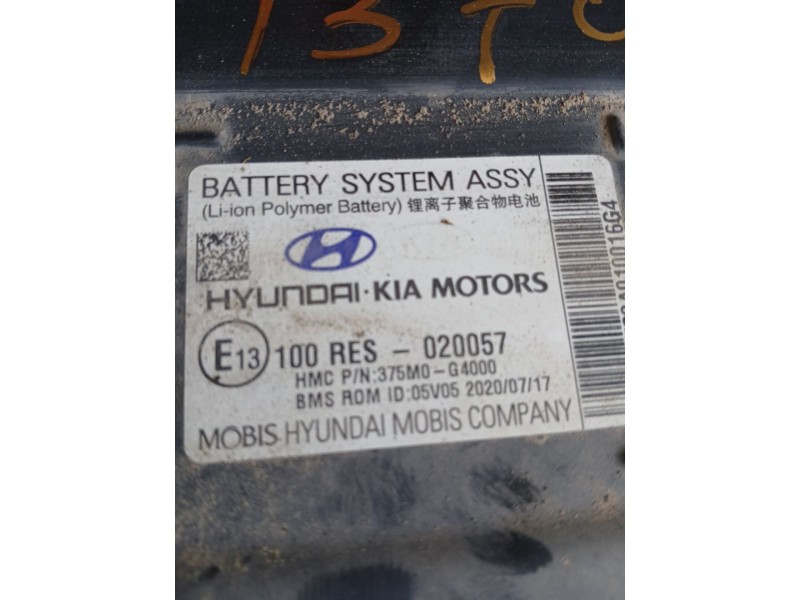 13TC
BATTERY SYSTEM ASSY
(Li-ion Polymer Battery) 锂离子聚合物电池
HYUNDAI·KIA MOTORS
E13 100 RES - 020057
HMC P/N:375M0-G4000
BMS ROM ID:05V05 2020/07/17
MOBIS HYUNDAI MOBIS COMPANY